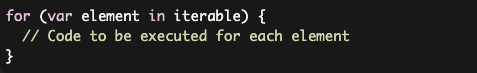 for (var element in iterable) {
  // Code to be executed for each element
}